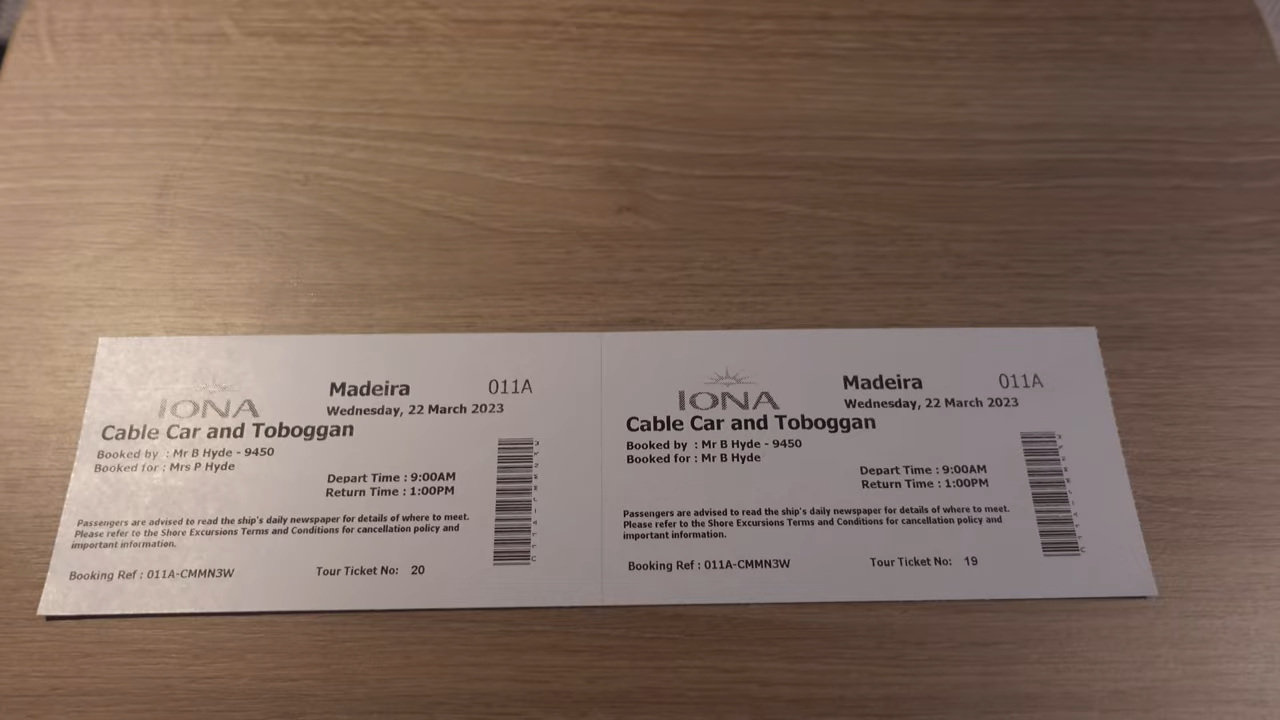 IONA
Madeira
011A
Wednesday, 22 March 2023
Cable Car and Toboggan
Booked by : Mr B Hyde - 9450
Booked for : Mrs P Hyde
Depart Time : 9:00AM
Return Time : 1:00PM
Passengers are advised to read the ship's daily newspaper for details of where to meet.
Please refer to the Shore Excursions Terms and Conditions for cancellation policy and
important information.
Booking Ref : 011A-CMMN3W
Tour Ticket No: 20
IONA
Madeira
011A
Wednesday, 22 March 2023
Cable Car and Toboggan
Booked by : Mr B Hyde - 9450
Booked for : Mr B Hyde
Depart Time : 9:00AM
Return Time : 1:00PM
Passengers are advised to read the ship's daily newspaper for details of where to meet.
Please refer to the Shore Excursions Terms and Conditions for cancellation policy and
important information.
Booking Ref : 011A-CMMN3W
Tour Ticket No: 19